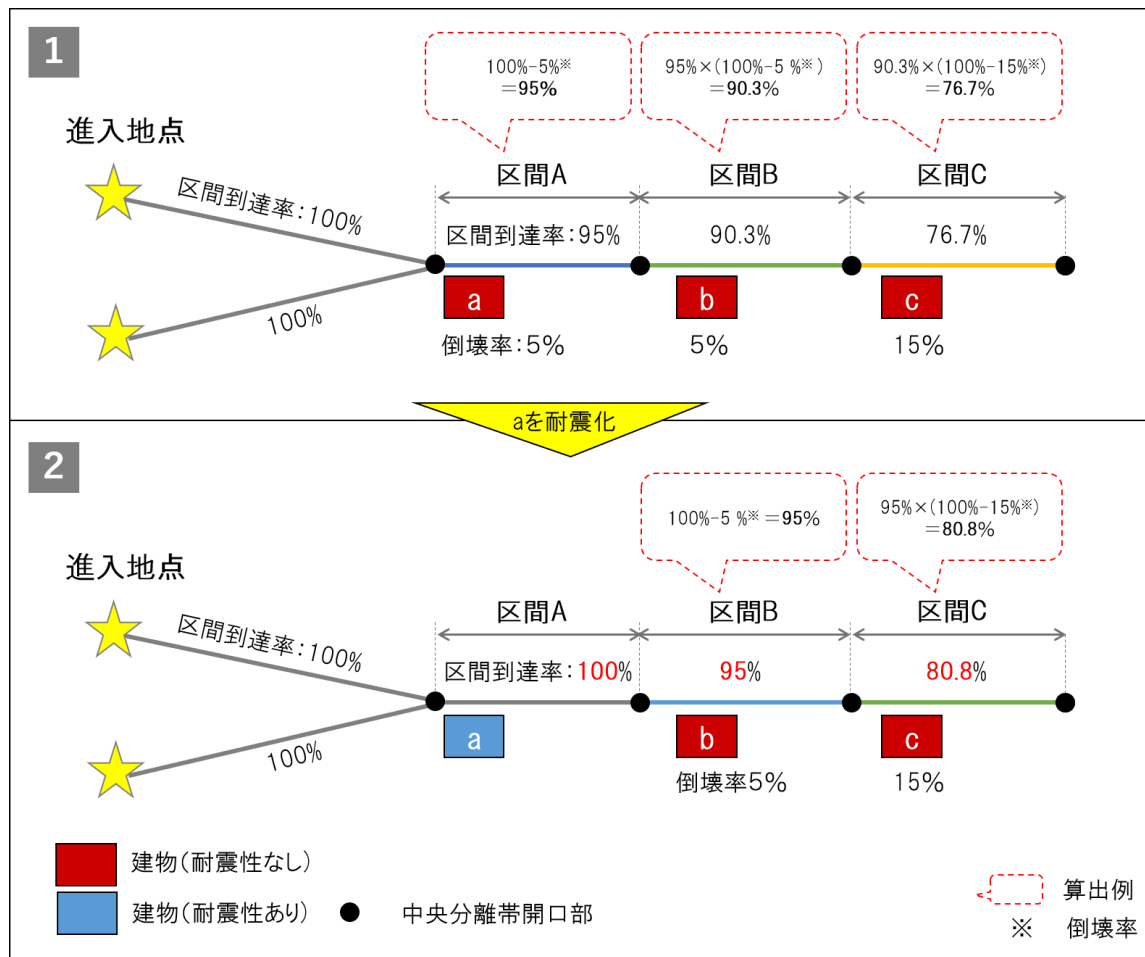 1
100%-5%※
=95%
95%×(100%-5 %※ )
=90.3%
90.3%×(100%-15%※)
=76.7%
進入地点
区間A
区間B
区間C
区間到達率:100%
区間到達率:95%
90.3%
76.7%
100%
a
b
c
倒壊率:5%
5%
15%
aを耐震化
2
100%-5 %※ =95%
95%×(100%-15%※)
=80.8%
進入地点
区間A
区間B
区間C
区間到達率:100%
区間到達率:100%
95%
80.8%
100%
a
b
c
倒壊率5%
15%
建物(耐震性なし)
建物(耐震性あり)
中央分離帯開口部
算出例
※ 倒壊率